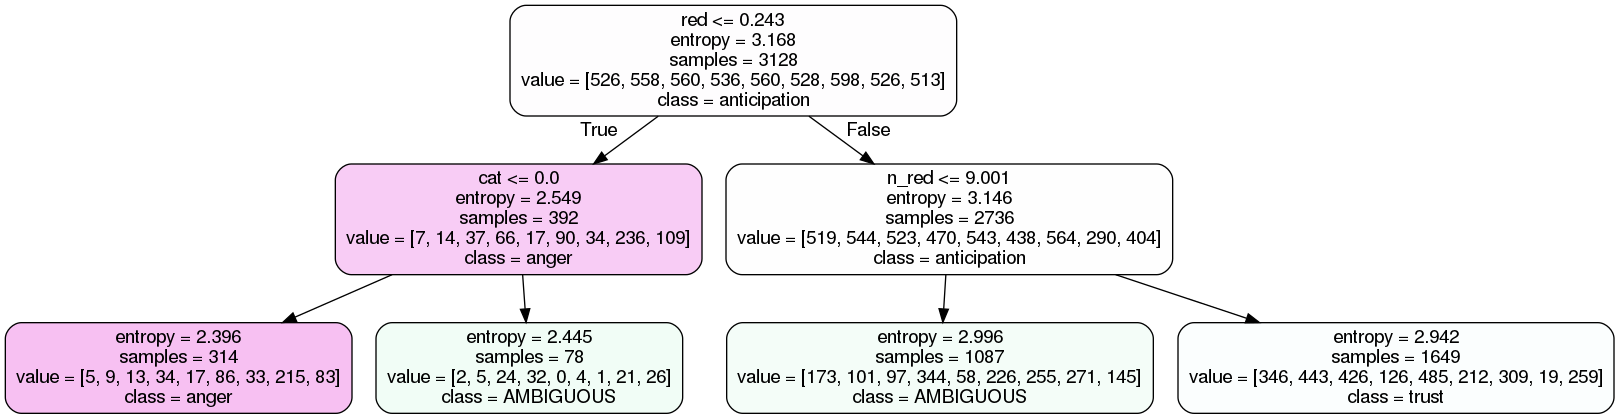 red <= 0.243
entropy = 3.168
samples = 3128
value = [526, 558, 560, 536, 560, 528, 598, 526, 513]
class = anticipation
True
False
cat <= 0.0
entropy = 2.549
samples = 392
value = [7, 14, 37, 66, 17, 90, 34, 236, 109]
class = anger
n_red <= 9.001
entropy = 3.146
samples = 2736
value = [519, 544, 523, 470, 543, 438, 564, 290, 404]
class = anticipation
entropy = 2.396
samples = 314
value = [5, 9, 13, 34, 17, 86, 33, 215, 83]
class = anger
entropy = 2.445
samples = 78
value = [2, 5, 24, 32, 0, 4, 1, 21, 26]
class = AMBIGUOUS
entropy = 2.996
samples = 1087
value = [173, 101, 97, 344, 58, 226, 255, 271, 145]
class = AMBIGUOUS
entropy = 2.942
samples = 1649
value = [346, 443, 426, 126, 485, 212, 309, 19, 259]
class = trust